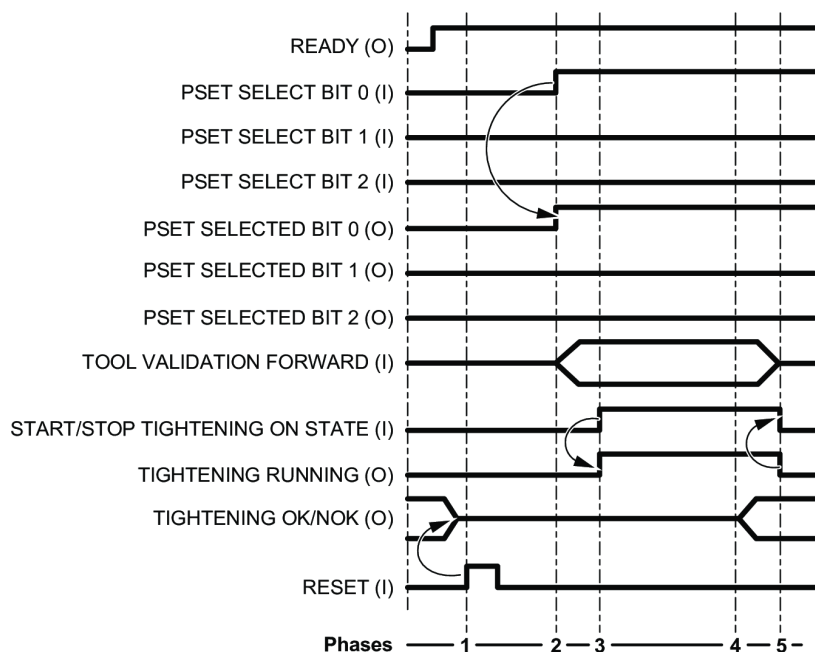 READY (O)
PSET SELECT BIT 0 (I)
PSET SELECT BIT 1 (I)
PSET SELECT BIT 2 (I)
PSET SELECTED BIT 0 (O)
PSET SELECTED BIT 1 (O)
PSET SELECTED BIT 2 (O)
TOOL VALIDATION FORWARD (I)
START/STOP TIGHTENING ON STATE (I)
TIGHTENING RUNNING (O)
TIGHTENING OK/NOK (O)
RESET (I)
Phases 1 2 3 4 5